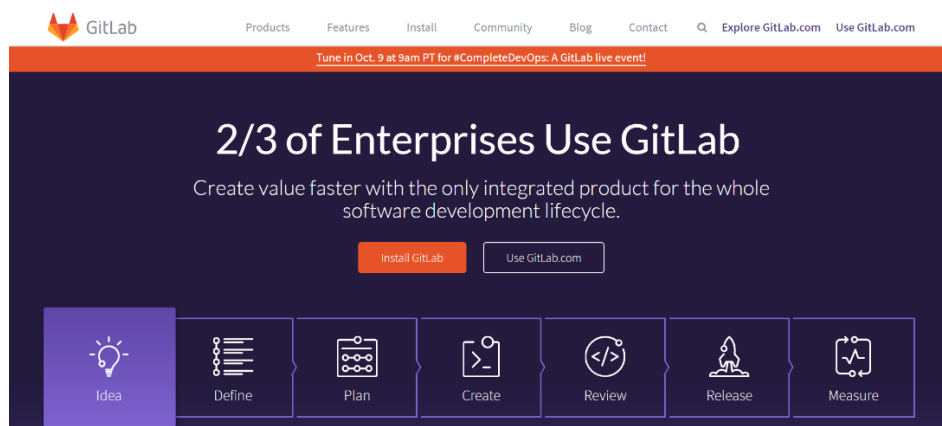 GitLab Products Features Install Community Blog Contact Explore GitLab.com Use GitLab.com
Tune in Oct. 9 at 9am PT for #CompleteDevOps: A GitLab live event!
2/3 of Enterprises Use GitLab
Create value faster with the only integrated product for the whole
software development lifecycle.
Install GitLab Use GitLab.com
Idea Define Plan Create Review Release Measure